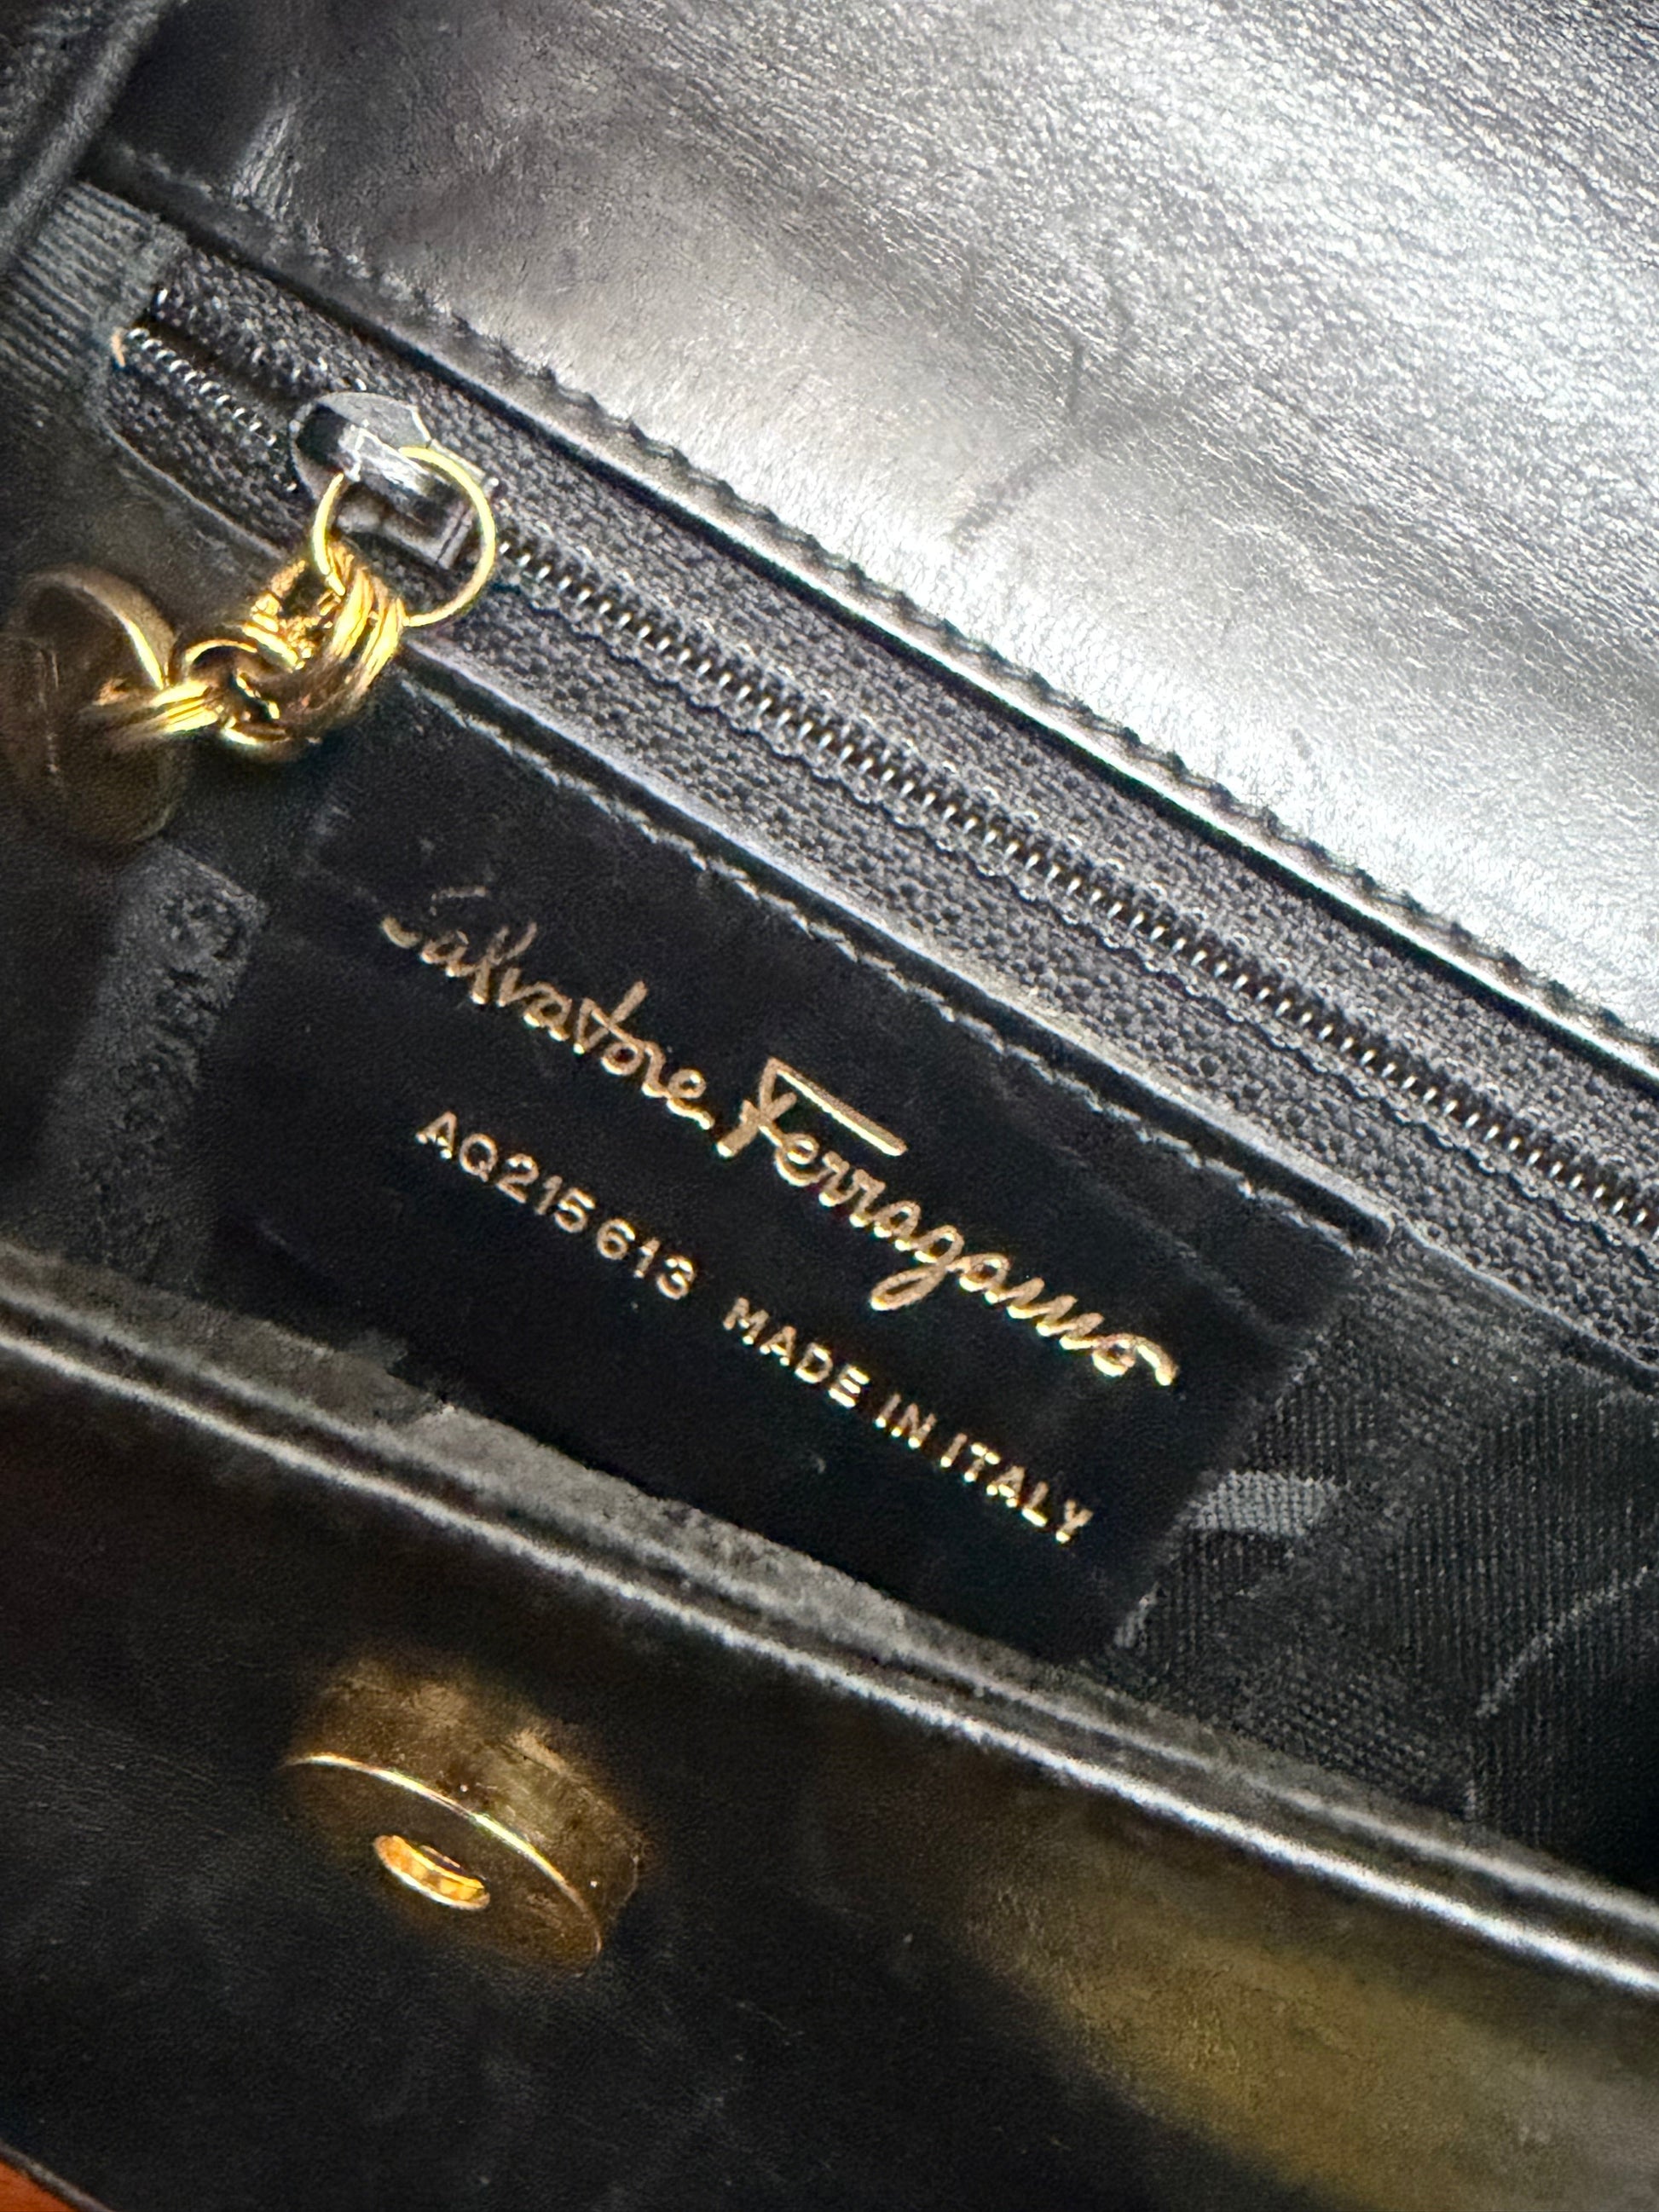 Salvatore Ferragamo
AQ215613 MADE IN ITALY